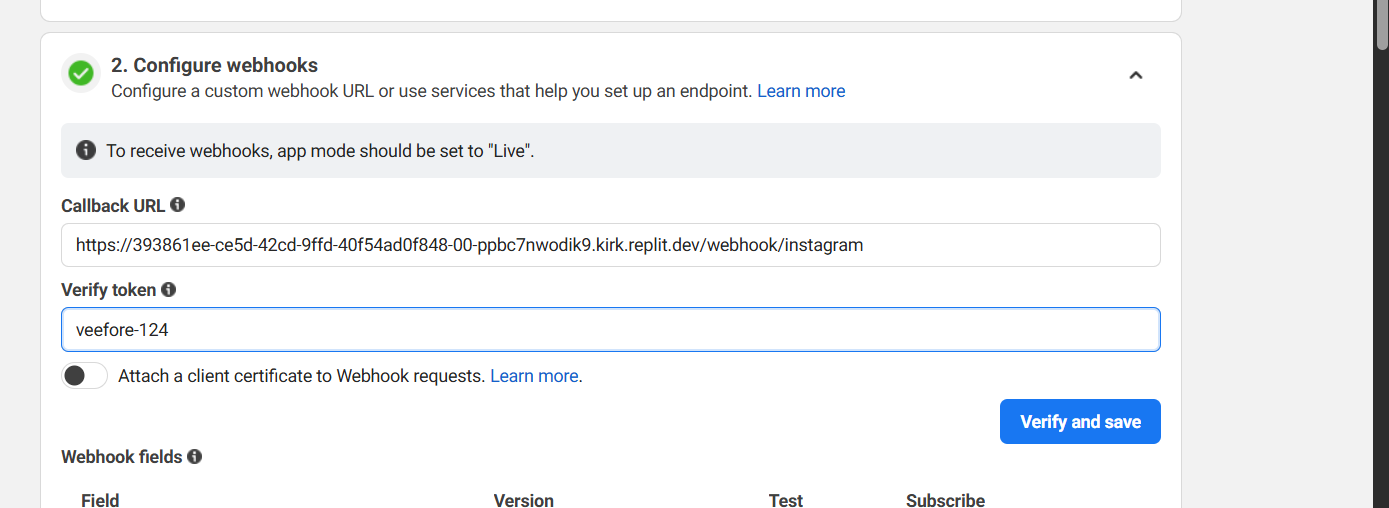 2. Configure webhooks
Configure a custom webhook URL or use services that help you set up an endpoint. Learn more
To receive webhooks, app mode should be set to "Live".
Callback URL
https://393861ee-ce5d-42cd-9ffd-40f54ad0f848-00-ppbc7nwodik9.kirk.replit.dev/webhook/instagram
Verify token
veefore-124
Attach a client certificate to Webhook requests. Learn more.
Verify and save
Webhook fields
Field Version Test Subscribe